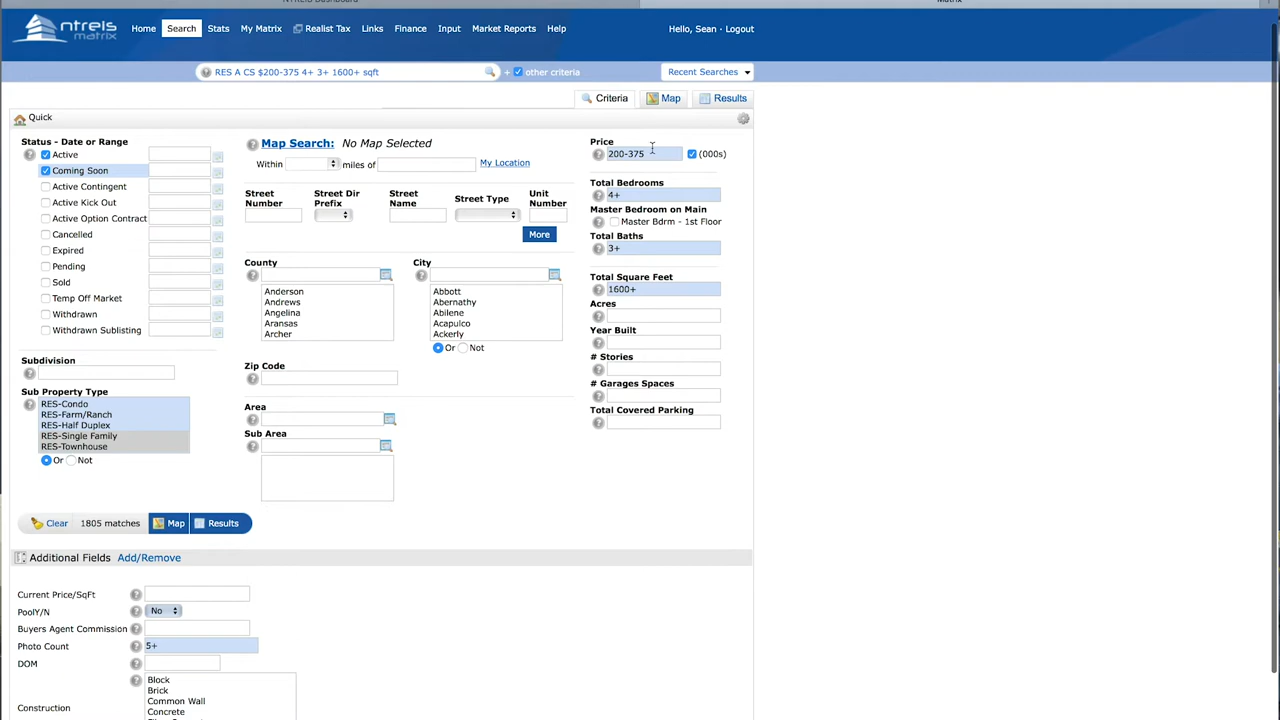 NTREIS Dashboard
Matrix
ntreis
matrix
Home
Search
Stats
My Matrix
Realist Tax
Links
Finance
Input
Market Reports
Help
Hello, Sean - Logout
RES A CS $200-375 4+ 3+ 1600+ sqft
+
other criteria
Recent Searches
Criteria
Map
Results
Quick
Status - Date or Range
Active
Coming Soon
Active Contingent
Active Kick Out
Active Option Contract
Cancelled
Expired
Pending
Sold
Temp Off Market
Withdrawn
Withdrawn Sublisting
Subdivision
Sub Property Type
RES-Condo
RES-Farm/Ranch
RES-Half Duplex
RES-Single Family
RES-Townhouse
Or Not
Map Search: No Map Selected
Within miles of My Location
Street Number
Street Dir Prefix
Street Name
Street Type
Unit Number
More
County
Anderson
Andrews
Angelina
Aransas
Archer
City
Abbott
Abernathy
Abilene
Acapulco
Ackerly
Or Not
Zip Code
Area
Sub Area
Price
200-375 (000s)
Total Bedrooms
4+
Master Bedroom on Main
Master Bdrm - 1st Floor
Total Baths
3+
Total Square Feet
1600+
Acres
Year Built
# Stories
# Garages Spaces
Total Covered Parking
Clear
1805 matches
Map
Results
Additional Fields Add/Remove
Current Price/SqFt
PoolY/N No
Buyers Agent Commission
Photo Count 5+
DOM
Construction
Block
Brick
Common Wall
Concrete